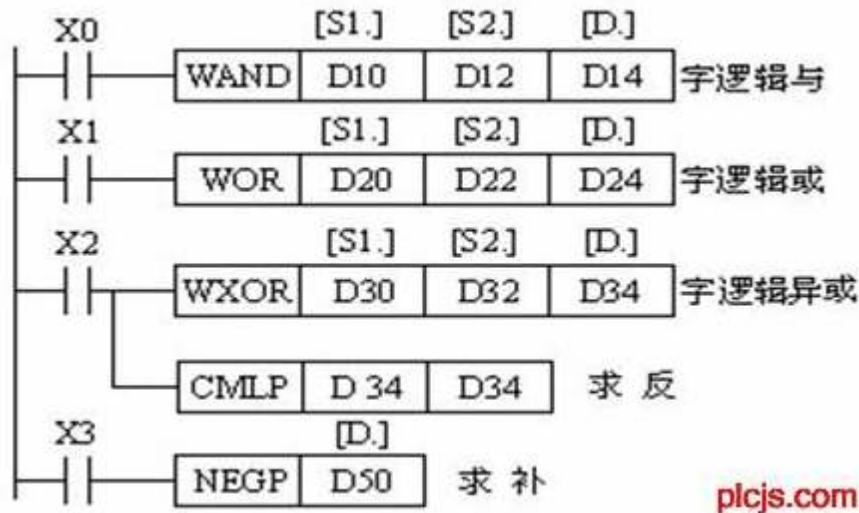 X0 [S1.] [S2.] [D.]
WAND D10 D12 D14 字逻辑与
X1 [S1.] [S2.] [D.]
WOR D20 D22 D24 字逻辑或
X2 [S1.] [S2.] [D.]
WXOR D30 D32 D34 字逻辑异或
CMLP D 34 D34 求 反
X3 [D.]
NEGP D50 求 补
plcjs.com